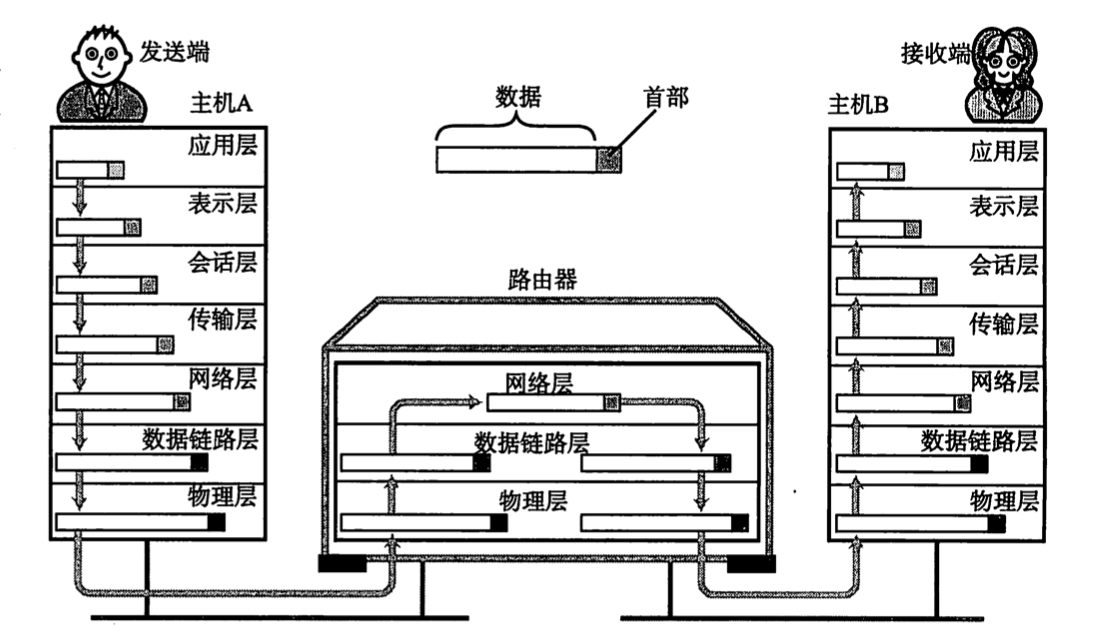 发送端
接收端
主机A
数据
首部
主机B
应用层
表示层
会话层
传输层
网络层
数据链路层
物理层
路由器
网络层
数据链路层
物理层
应用层
表示层
会话层
传输层
网络层
数据链路层
物理层